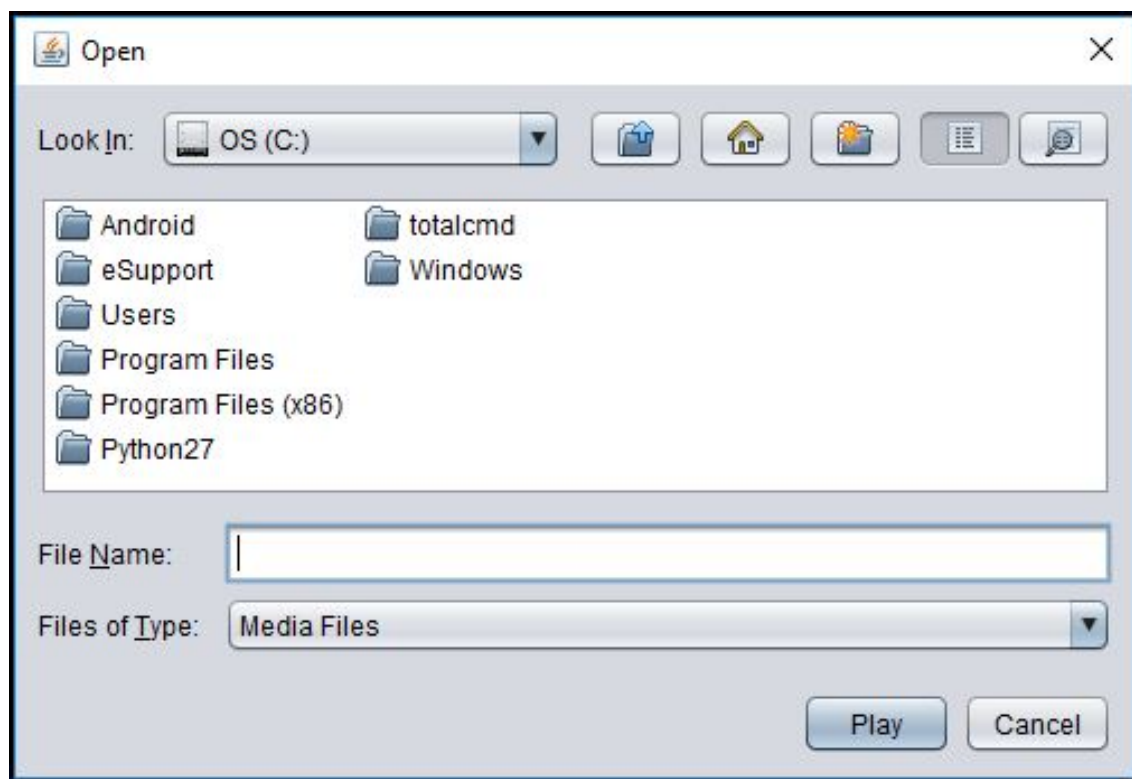 Open
Look In: OS (C:)
Android totalcmd
eSupport Windows
Users
Program Files
Program Files (x86)
Python27
File Name:
Files of Type: Media Files
Play Cancel